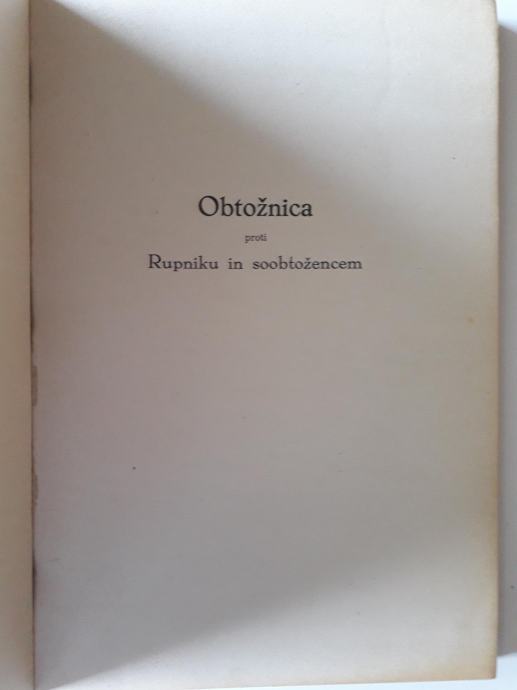 Obtožnica
proti
Rupniku in soobtožencem